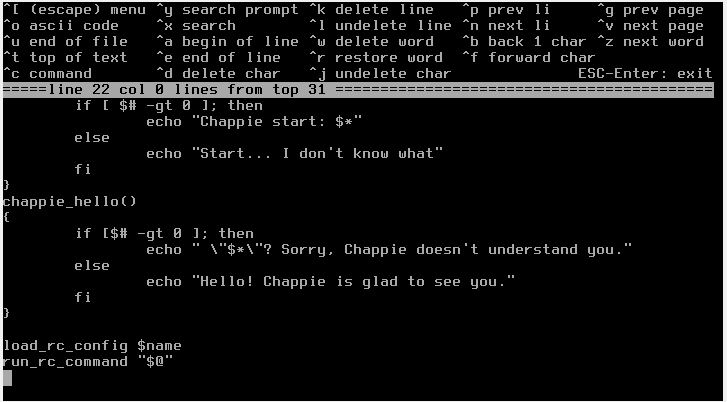 ^[ (escape) menu ^y search prompt ^k delete line ^p prev li ^g prev page
^o ascii code ^x search ^l undelete line ^n next li ^v next page
^u end of file ^a begin of line ^w delete word ^b back 1 char ^z next word
^t top of text ^e end of line ^r restore word ^f forward char
^c command ^d delete char ^j undelete char ESC-Enter: exit
=====line 22 col 0 lines from top 31 ==========================================
if [ $# -gt 0 ]; then
echo "Chappie start: $*"
else
echo "Start... I don't know what"
fi
}
chappie_hello()
{
if [$# -gt 0 ]; then
echo " \"$*\"? Sorry, Chappie doesn't understand you."
else
echo "Hello! Chappie is glad to see you."
fi
}
load_rc_config $name
run_rc_command "$@"